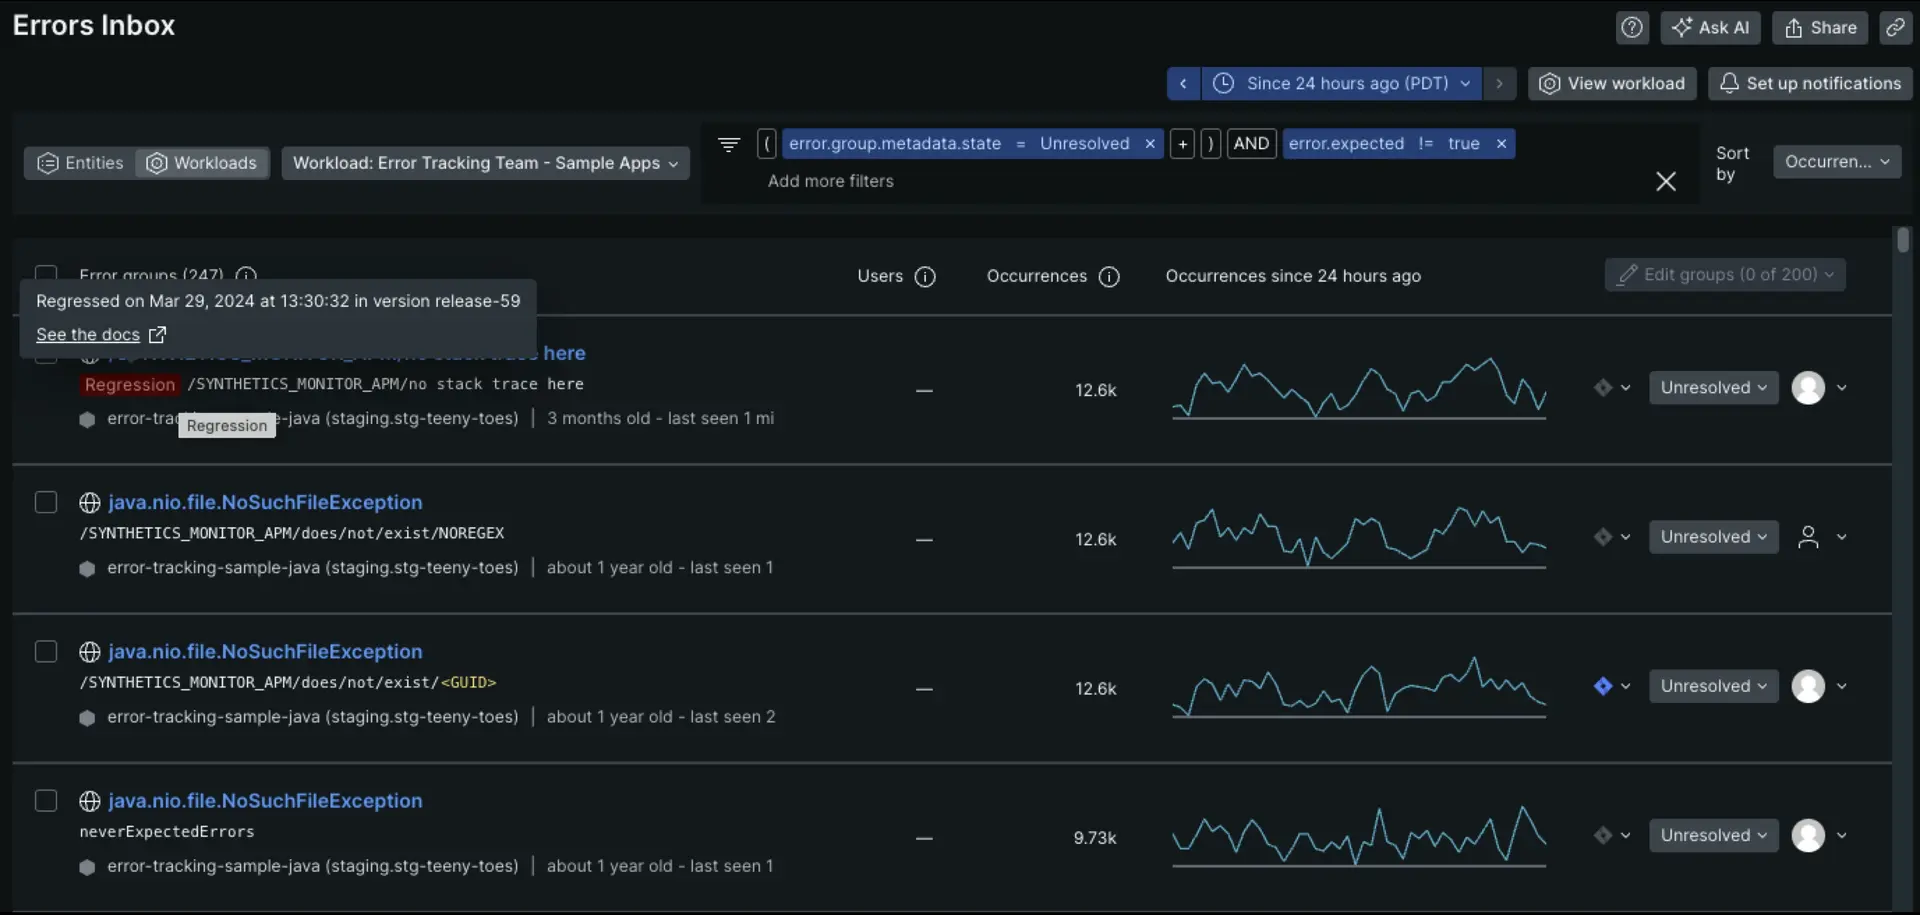 Errors Inbox
Ask AI
Share
Since 24 hours ago (PDT)
View workload
Set up notifications
Entities
Workloads
Workload: Error Tracking Team - Sample Apps
( error.group.metadata.state = Unresolved × + ) AND error.expected != true ×
Add more filters
Sort by
Occurren...
Error groups (247)
Users
Occurrences
Occurrences since 24 hours ago
Edit groups (0 of 200)
Regressed on Mar 29, 2024 at 13:30:32 in version release-59
See the docs
here
Regression /SYNTHETICS_MONITOR_APM/no stack trace here
— 12.6k Unresolved
(staging.stg-teeny-toes) | 3 months old - last seen 1 mi
Regression
java.nio.file.NoSuchFileException
/SYNTHETICS_MONITOR_APM/does/not/exist/NOREGEX
— 12.6k Unresolved
error-tracking-sample-java (staging.stg-teeny-toes) | about 1 year old - last seen 1
java.nio.file.NoSuchFileException
/SYNTHETICS_MONITOR_APM/does/not/exist/<GUID>
— 12.6k Unresolved
error-tracking-sample-java (staging.stg-teeny-toes) | about 1 year old - last seen 2
java.nio.file.NoSuchFileException
neverExpectedErrors
— 9.73k Unresolved
error-tracking-sample-java (staging.stg-teeny-toes) | about 1 year old - last seen 1